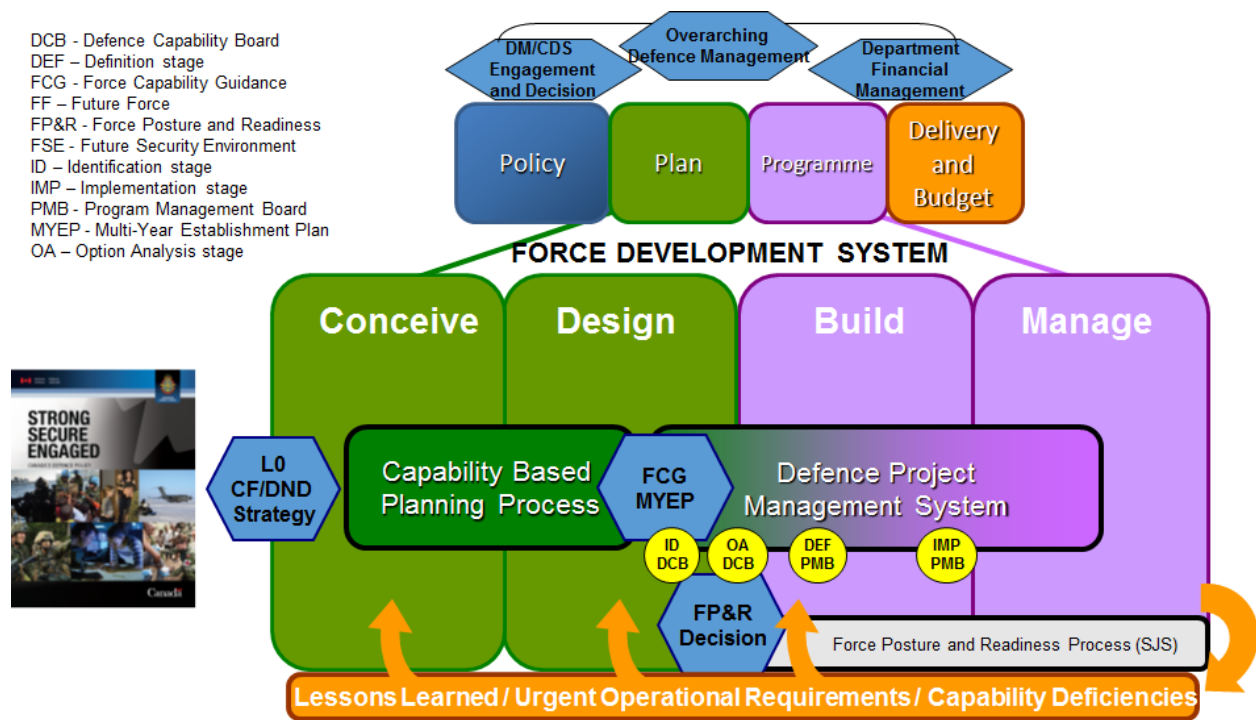 DCB - Defence Capability Board
DEF – Definition stage
FCG - Force Capability Guidance
FF – Future Force
FP&R - Force Posture and Readiness
FSE - Future Security Environment
ID – Identification stage
IMP – Implementation stage
PMB - Program Management Board
MYEP - Multi-Year Establishment Plan
OA – Option Analysis stage
DM/CDS
Engagement
and Decision
Overarching
Defence Management
Department
Financial
Management
Policy
Plan
Programme
Delivery
and
Budget
FORCE DEVELOPMENT SYSTEM
Conceive
Design
Build
Manage
STRONG
SECURE
ENGAGED
CANADA'S DEFENCE POLICY
Canada
L0
CF/DND
Strategy
Capability Based
Planning Process
FCG
MYEP
Defence Project
Management System
ID
DCB
OA
DCB
DEF
PMB
IMP
PMB
FP&R
Decision
Force Posture and Readiness Process (SJS)
Lessons Learned / Urgent Operational Requirements / Capability Deficiencies